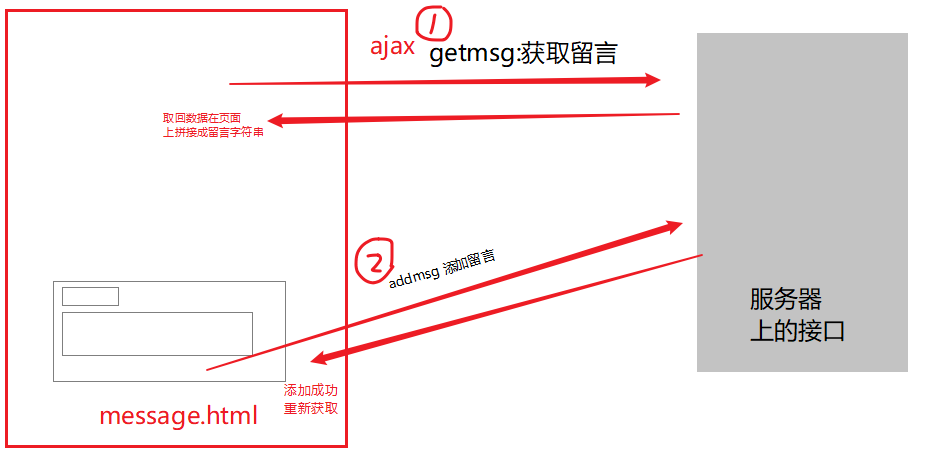 1
ajax
getmsg:获取留言
取回数据在页面
上拼接成留言字符串
2
addmsg 添加留言
服务器
上的接口
添加成功
重新获取
message.html